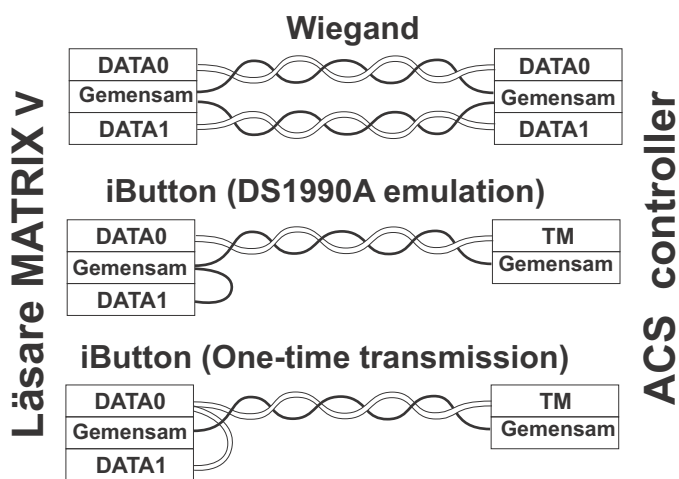 Wiegand
DATA0
Gemensam
DATA1
DATA0
Gemensam
DATA1
iButton (DS1990A emulation)
DATA0
Gemensam
DATA1
TM
Gemensam
iButton (One-time transmission)
DATA0
Gemensam
DATA1
TM
Gemensam
Läsare MATRIX v
ACS controller